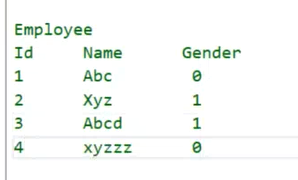 Employee
Id Name Gender
1 Abc 0
2 Xyz 1
3 Abcd 1
4 xyzzz 0